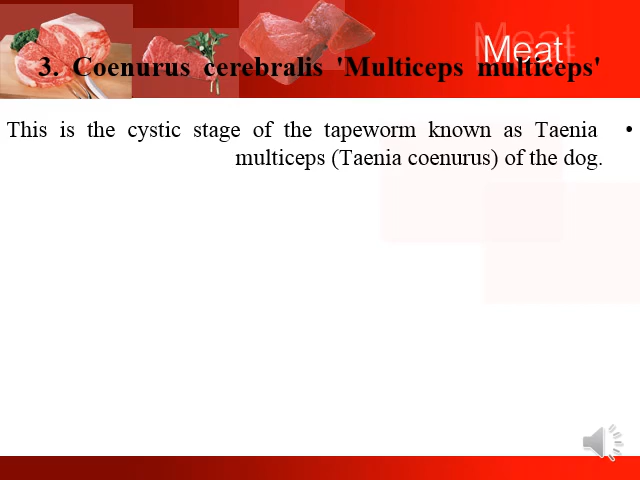 Meat
3. Coenurus cerebralis 'Multiceps multiceps'
• This is the cystic stage of the tapeworm known as Taenia
multiceps (Taenia coenurus) of the dog.